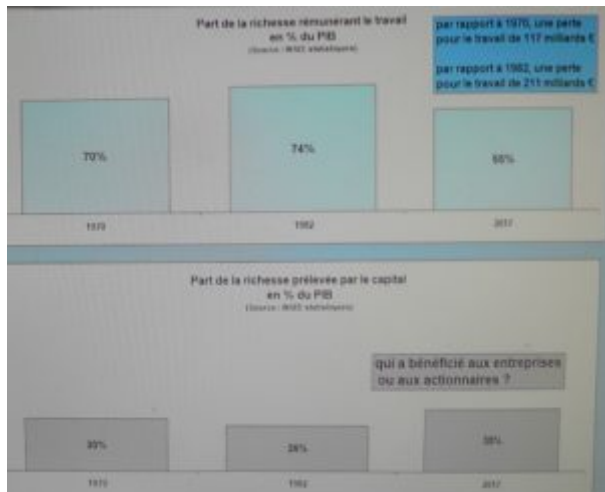 Part de la richesse rémunérant le travail
en % du PIB
par rapport à 1970, une perte
pour le travail de 117 milliards €
par rapport à 1982, une perte
pour le travail de 211 milliards €
70%
74%
1970
1982
2017
Part de la richesse prélevée par le capital
en % du PIB
qui a bénéficié aux entreprises
ou aux actionnaires ?
30%
26%
1970
1982
2017